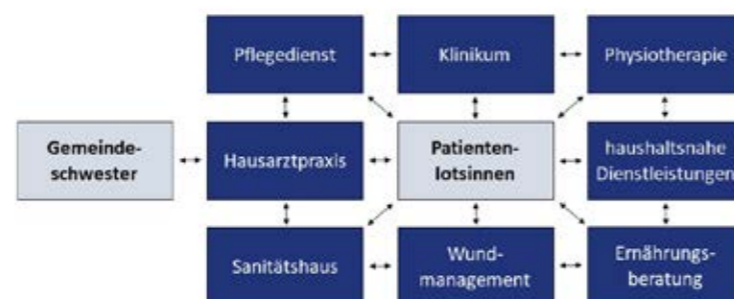 Pflegedienst
Klinikum
Physiotherapie
Gemeinde-
schwester
Hausarztpraxis
Patienten-
lotsinnen
haushaltsnahe
Dienstleistungen
Sanitätshaus
Wund-
management
Ernährungs-
beratung